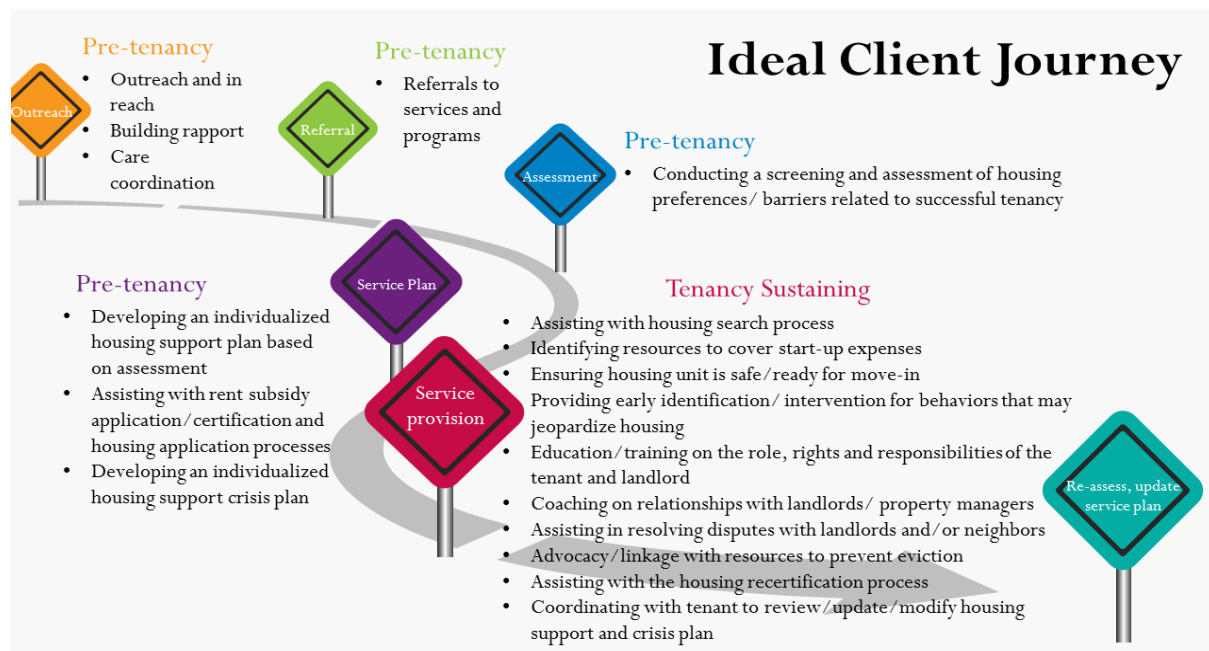 Ideal Client Journey
Pre-tenancy
• Outreach and in
reach
• Building rapport
• Care
coordination
Outreach
Pre-tenancy
• Referrals to
services and
programs
Referral
Pre-tenancy
• Conducting a screening and assessment of housing
preferences/ barriers related to successful tenancy
Assessment
Pre-tenancy
• Developing an individualized
housing support plan based
on assessment
• Assisting with rent subsidy
application/certification and
housing application processes
• Developing an individualized
housing support crisis plan
Service Plan
Tenancy Sustaining
• Assisting with housing search process
• Identifying resources to cover start-up expenses
• Ensuring housing unit is safe/ready for move-in
• Providing early identification/ intervention for behaviors that may
jeopardize housing
• Education/training on the role, rights and responsibilities of the
tenant and landlord
• Coaching on relationships with landlords/ property managers
• Assisting in resolving disputes with landlords and/or neighbors
• Advocacy/linkage with resources to prevent eviction
• Assisting with the housing recertification process
• Coordinating with tenant to review/update/modify housing
support and crisis plan
Service
provision
Re-assess, update
service plan